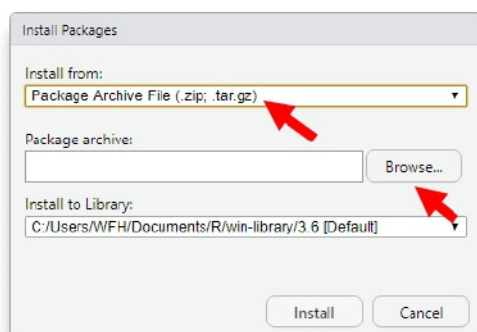 Install Packages
Install from:
Package Archive File (.zip; .tar.gz)
Package archive:
Browse...
Install to Library:
C:/Users/WFH/Documents/R/win-library/3.6 [Default]
Install Cancel